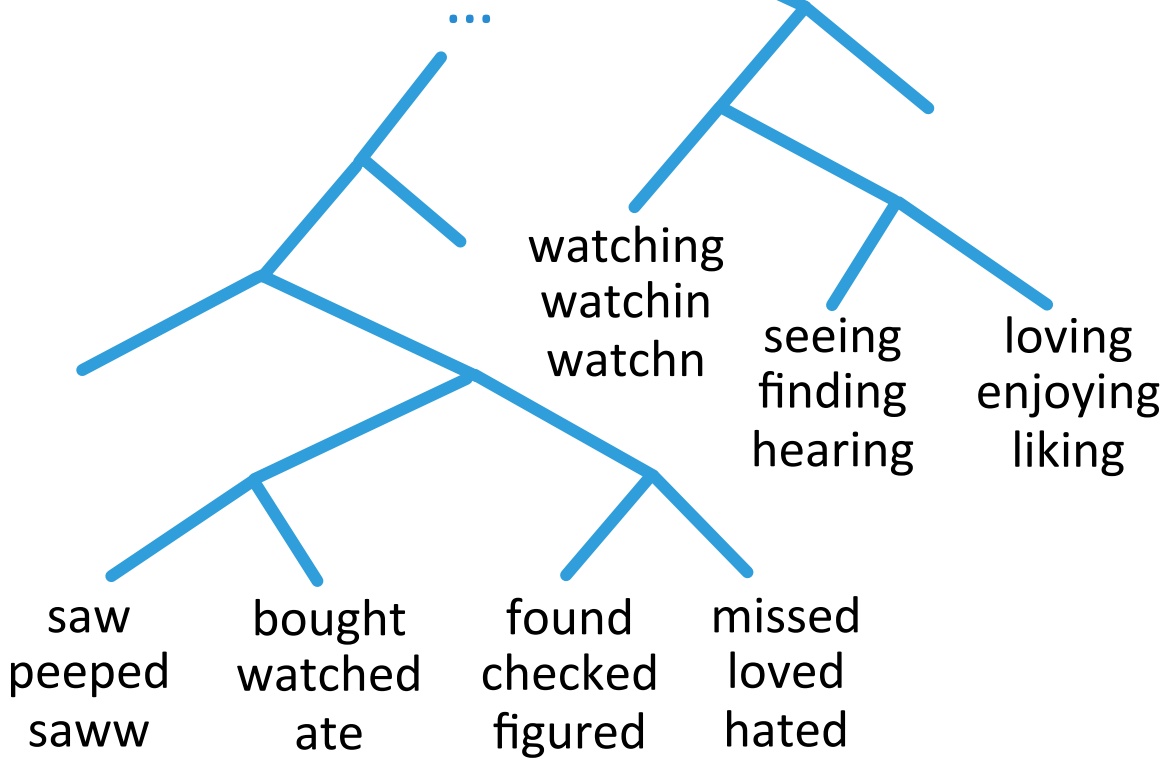 ...
watching
watchin
watchn
seeing
finding
hearing
loving
enjoying
liking
saw
peeped
saww
bought
watched
ate
found
checked
figured
missed
loved
hated